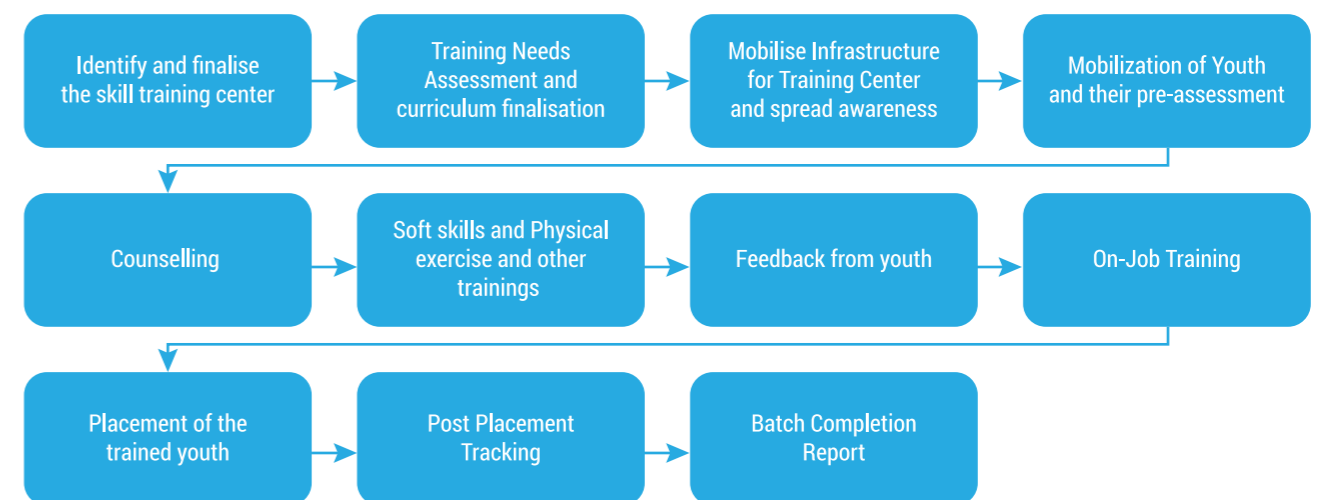 Identify and finalise
the skill training center
Training Needs
Assessment and
curriculum finalisation
Mobilise Infrastructure
for Training Center
and spread awareness
Mobilization of Youth
and their pre-assessment
Counselling
Soft skills and Physical
exercise and other
trainings
Feedback from youth
On-Job Training
Placement of the
trained youth
Post Placement
Tracking
Batch Completion
Report